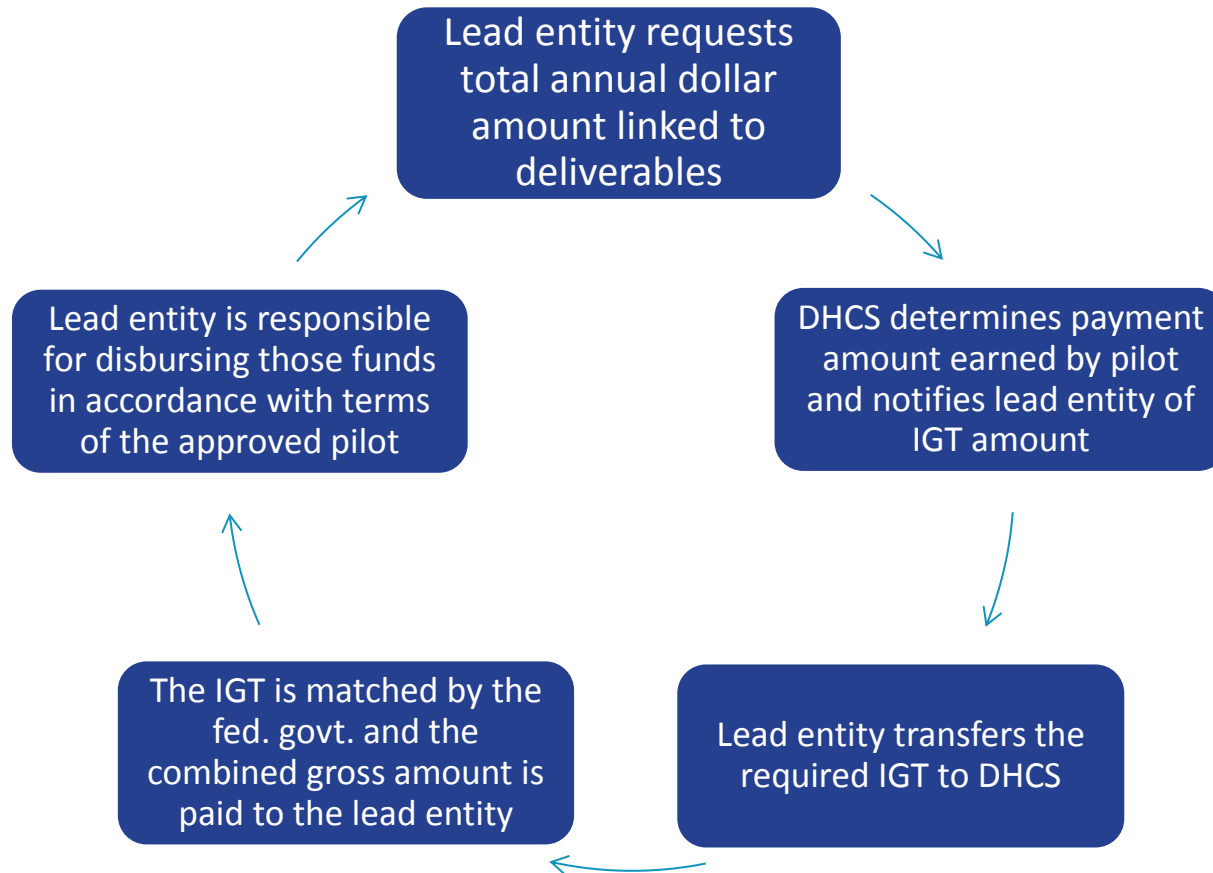 Lead entity requests
total annual dollar
amount linked to
deliverables
DHCS determines payment
amount earned by pilot
and notifies lead entity of
IGT amount
Lead entity transfers the
required IGT to DHCS
The IGT is matched by the
fed. govt. and the
combined gross amount is
paid to the lead entity
Lead entity is responsible
for disbursing those funds
in accordance with terms
of the approved pilot